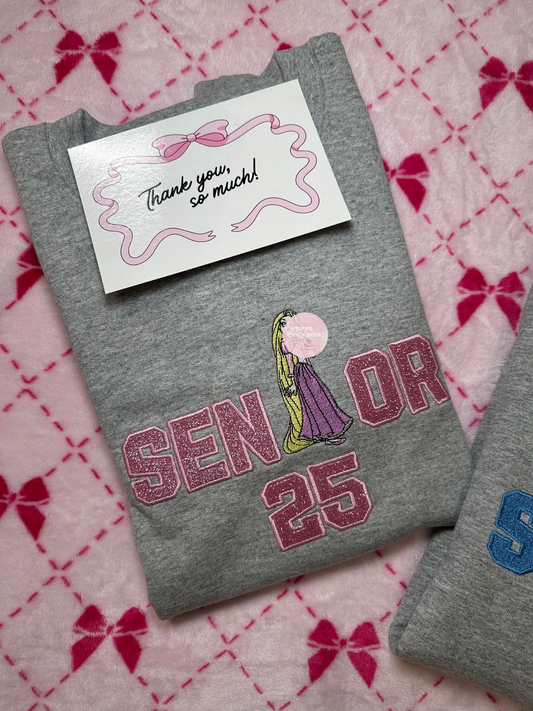 Thank you,
so much!
SEN OR
25
S